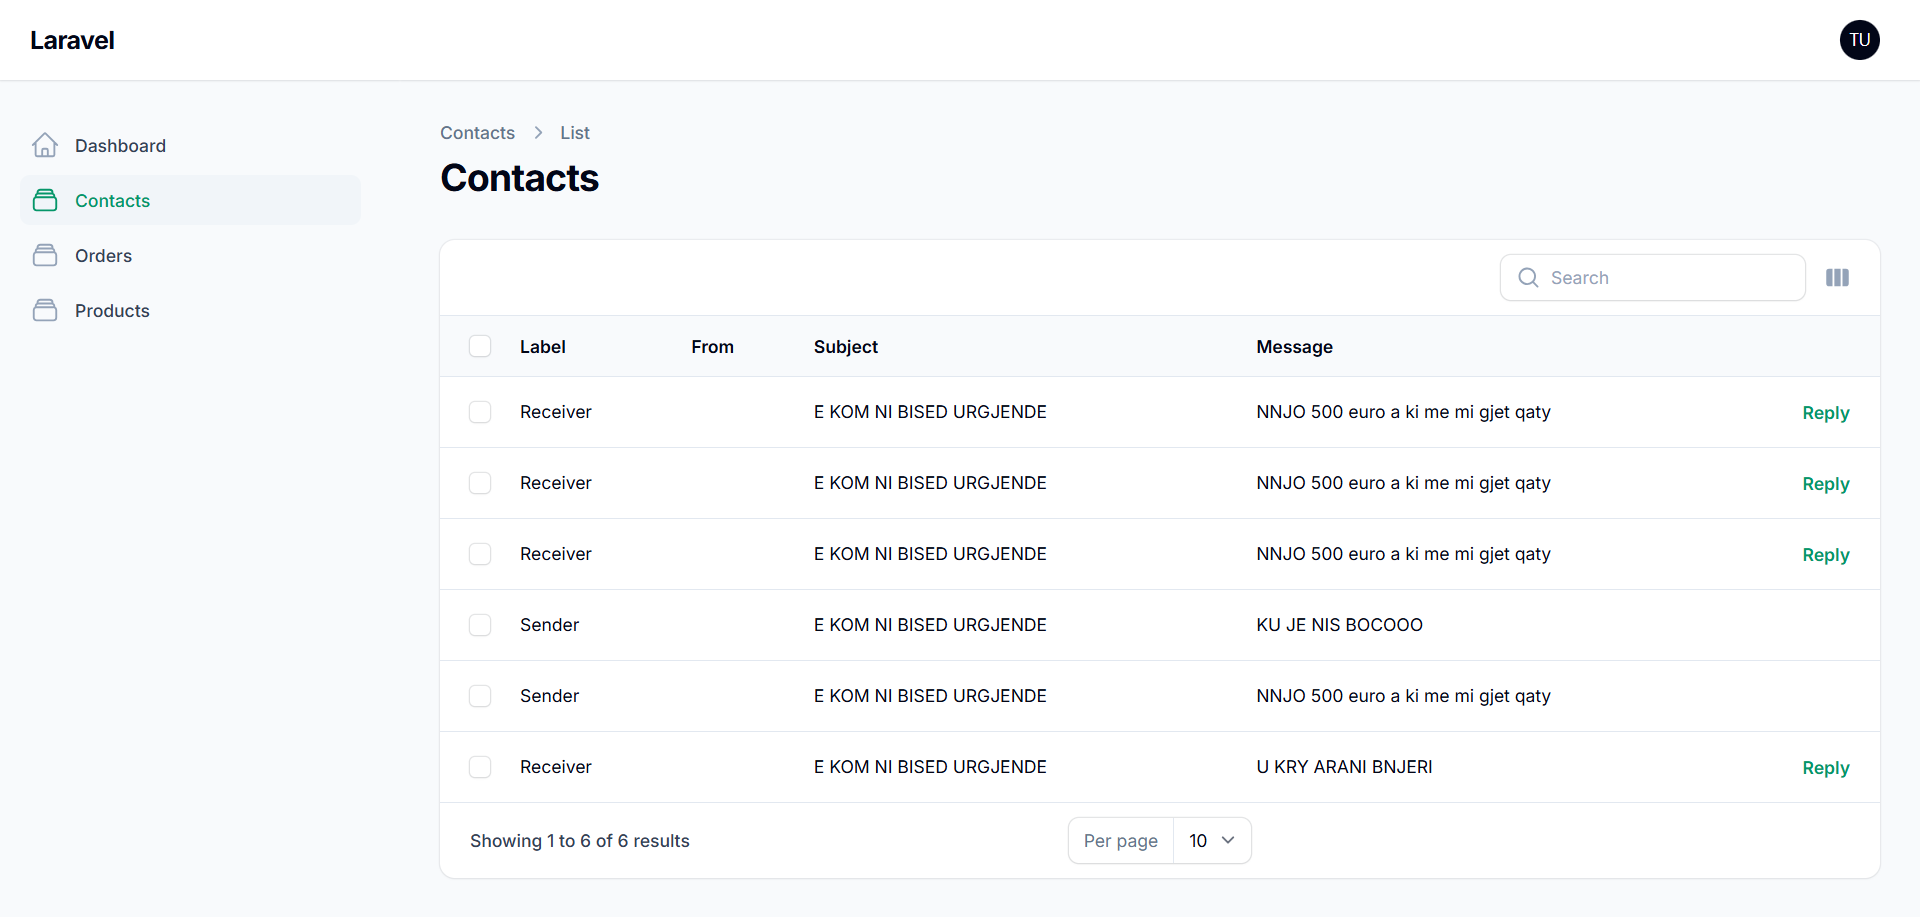 Laravel
TU
Dashboard
Contacts
Orders
Products
Contacts > List
Contacts
Search
Label From Subject Message
Receiver E KOM NI BISED URGJENDE NNJO 500 euro a ki me mi gjet qaty Reply
Receiver E KOM NI BISED URGJENDE NNJO 500 euro a ki me mi gjet qaty Reply
Receiver E KOM NI BISED URGJENDE NNJO 500 euro a ki me mi gjet qaty Reply
Sender E KOM NI BISED URGJENDE KU JE NIS BOCOOO
Sender E KOM NI BISED URGJENDE NNJO 500 euro a ki me mi gjet qaty
Receiver E KOM NI BISED URGJENDE U KRY ARANI BNJERI Reply
Showing 1 to 6 of 6 results Per page 10